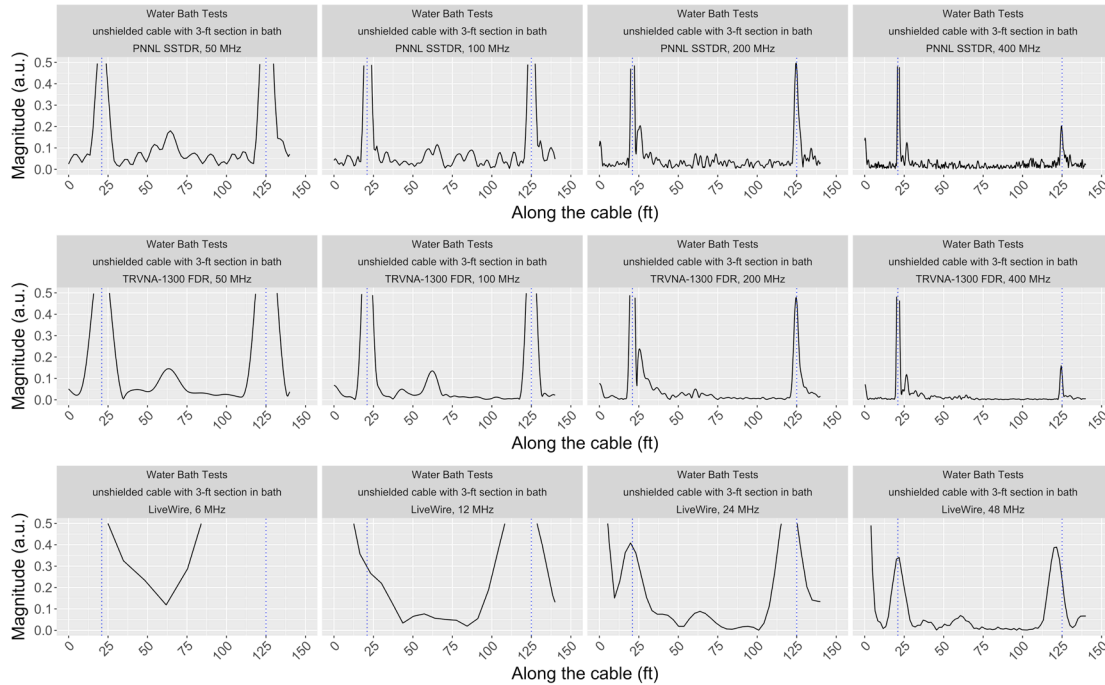 Water Bath Tests Water Bath Tests Water Bath Tests Water Bath Tests
unshielded cable with 3-ft section in bath unshielded cable with 3-ft section in bath unshielded cable with 3-ft section in bath unshielded cable with 3-ft section in bath
PNNL SSTDR, 50 MHz PNNL SSTDR, 100 MHz PNNL SSTDR, 200 MHz PNNL SSTDR, 400 MHz
Magnitude (a.u.)
0.5
0.4
0.3
0.2
0.1
0.0
0 25 50 75 100 125 150 0 25 50 75 100 125 150 0 25 50 75 100 125 150 0 25 50 75 100 125 150
Along the cable (ft)
Water Bath Tests Water Bath Tests Water Bath Tests Water Bath Tests
unshielded cable with 3-ft section in bath unshielded cable with 3-ft section in bath unshielded cable with 3-ft section in bath unshielded cable with 3-ft section in bath
TRVNA-1300 FDR, 50 MHz TRVNA-1300 FDR, 100 MHz TRVNA-1300 FDR, 200 MHz TRVNA-1300 FDR, 400 MHz
Magnitude (a.u.)
0.5
0.4
0.3
0.2
0.1
0.0
0 25 50 75 100 125 150 0 25 50 75 100 125 150 0 25 50 75 100 125 150 0 25 50 75 100 125 150
Along the cable (ft)
Water Bath Tests Water Bath Tests Water Bath Tests Water Bath Tests
unshielded cable with 3-ft section in bath unshielded cable with 3-ft section in bath unshielded cable with 3-ft section in bath unshielded cable with 3-ft section in bath
LiveWire, 6 MHz LiveWire, 12 MHz LiveWire, 24 MHz LiveWire, 48 MHz
Magnitude (a.u.)
0.5
0.4
0.3
0.2
0.1
0.0
0 25 50 75 100 125 150 0 25 50 75 100 125 150 0 25 50 75 100 125 150 0 25 50 75 100 125 150
Along the cable (ft)